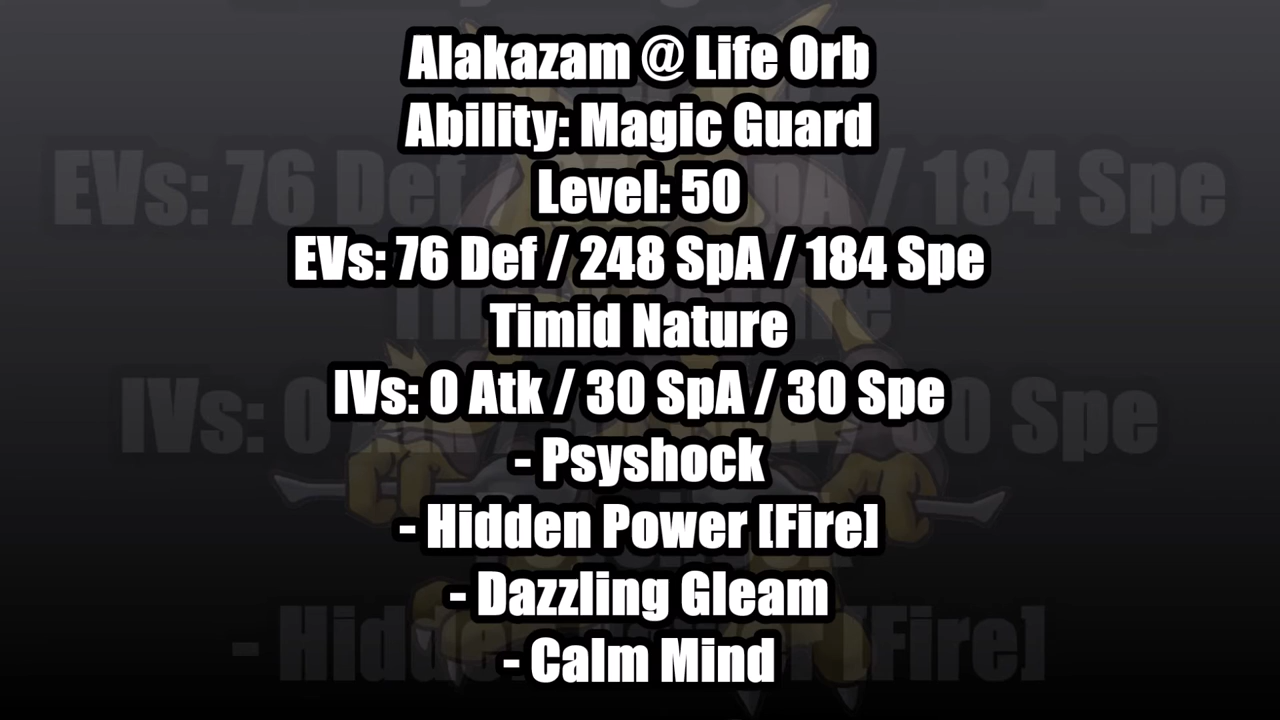 Alakazam @ Life Orb
Ability: Magic Guard
Level: 50
EVs: 76 Def / 248 SpA / 184 Spe
Timid Nature
IVs: 0 Atk / 30 SpA / 30 Spe
- Psyshock
- Hidden Power [Fire]
- Dazzling Gleam
- Calm Mind